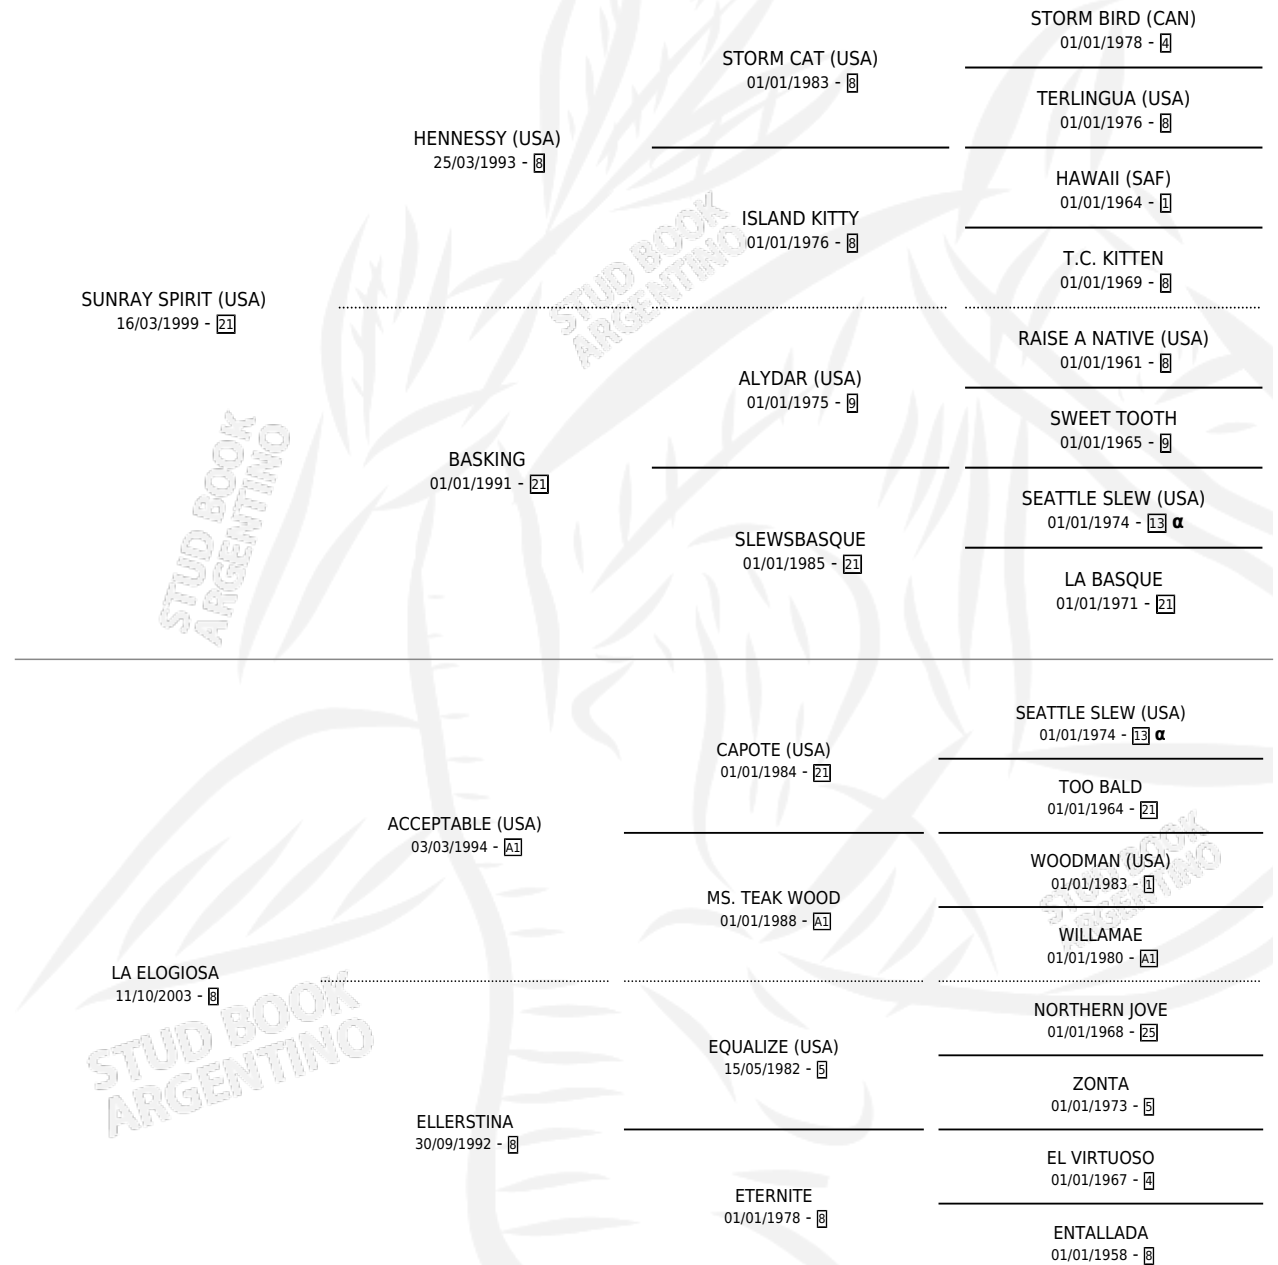 STORM BIRD (CAN)
01/01/1978 - 4
STORM CAT (USA)
01/01/1983 - 8
TERLINGUA (USA)
01/01/1976 - 8
HENNESSY (USA)
25/03/1993 - 8
HAWAII (SAF)
01/01/1964 - 1
ISLAND KITTY
01/01/1976 - 8
T.C. KITTEN
01/01/1969 - 8
SUNRAY SPIRIT (USA)
16/03/1999 - 21
RAISE A NATIVE (USA)
01/01/1961 - 8
ALYDAR (USA)
01/01/1975 - 9
SWEET TOOTH
01/01/1965 - 9
BASKING
01/01/1991 - 21
SEATTLE SLEW (USA)
01/01/1974 - 13 α
SLEWSBASQUE
01/01/1985 - 21
LA BASQUE
01/01/1971 - 21
SEATTLE SLEW (USA)
01/01/1974 - 13 α
CAPOTE (USA)
01/01/1984 - 21
TOO BALD
01/01/1964 - 21
ACCEPTABLE (USA)
03/03/1994 - A1
WOODMAN (USA)
01/01/1983 - 1
MS. TEAK WOOD
01/01/1988 - A1
WILLAMAE
01/01/1980 - A1
LA ELOGIOSA
11/10/2003 - 8
NORTHERN JOVE
01/01/1968 - 25
EQUALIZE (USA)
15/05/1982 - 5
ZONTA
01/01/1973 - 5
ELLERSTINA
30/09/1992 - 8
EL VIRTUOSO
01/01/1967 - 4
ETERNITE
01/01/1978 - 8
ENTALLADA
01/01/1958 - 8
STUD BOOK
ARGENTINO
STUD BOOK
ARGENTINO
STUD BOOK
ARGENTINO
STUD BOOK
ARGENTINO